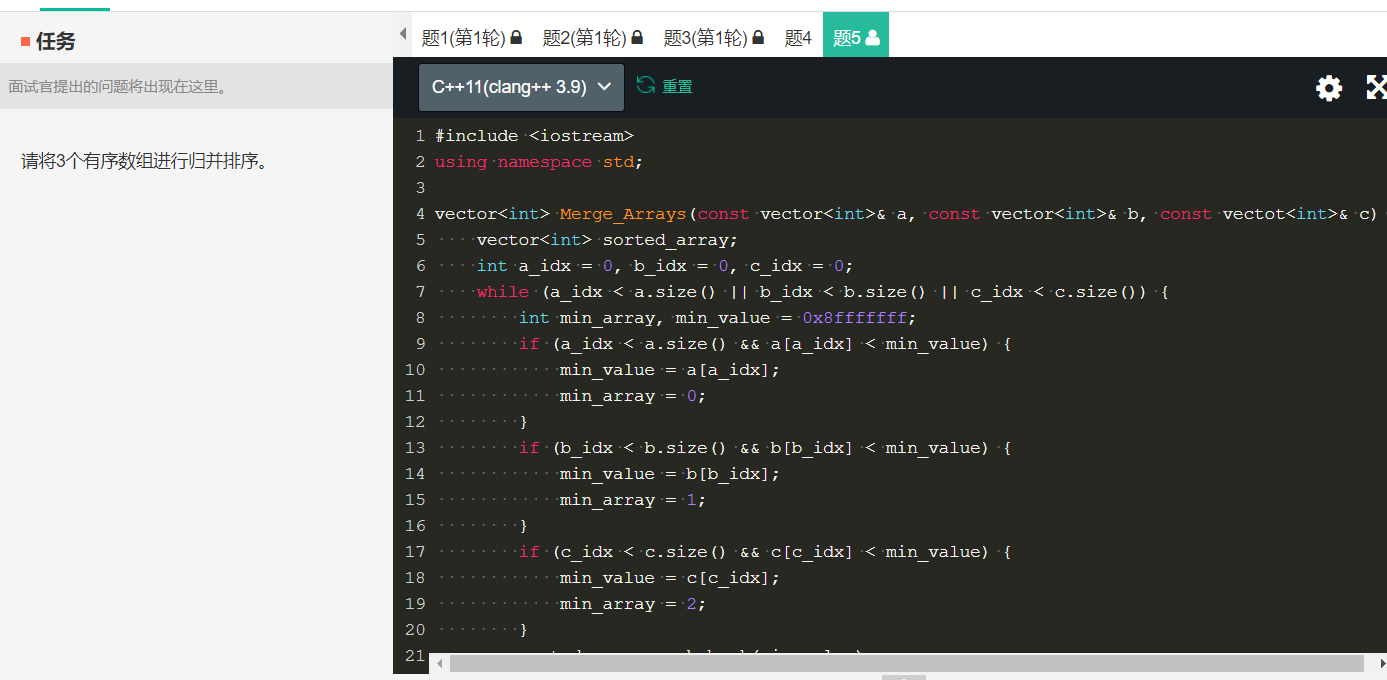 任务
面试官提出的问题将出现在这里。
请将3个有序数组进行归并排序。
题1(第1轮) 题2(第1轮) 题3(第1轮) 题4 题5
C++11(clang++ 3.9) 重置
1 #include <iostream>
2 using namespace std;
3
4 vector<int> Merge_Arrays(const vector<int>& a, const vector<int>& b, const vectot<int>& c)
5 vector<int> sorted_array;
6 int a_idx = 0, b_idx = 0, c_idx = 0;
7 while (a_idx < a.size() || b_idx < b.size() || c_idx < c.size()) {
8 int min_array, min_value = 0x8fffffff;
9 if (a_idx < a.size() && a[a_idx] < min_value) {
10 min_value = a[a_idx];
11 min_array = 0;
12 }
13 if (b_idx < b.size() && b[b_idx] < min_value) {
14 min_value = b[b_idx];
15 min_array = 1;
16 }
17 if (c_idx < c.size() && c[c_idx] < min_value) {
18 min_value = c[c_idx];
19 min_array = 2;
20 }
21